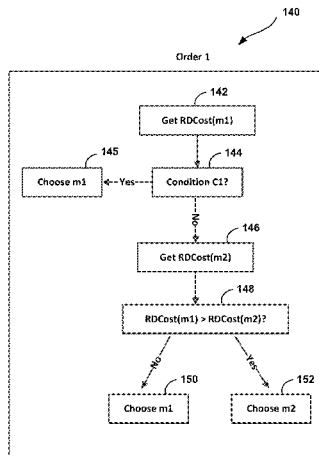 140
Order 1
142
Get RDCost(m1)
145
144
Choose m1
Yes
Condition C1?
No
146
Get RDCost(m2)
148
RDCost(m1) > RDCost(m2)?
No
Yes
150
152
Choose m1
Choose m2